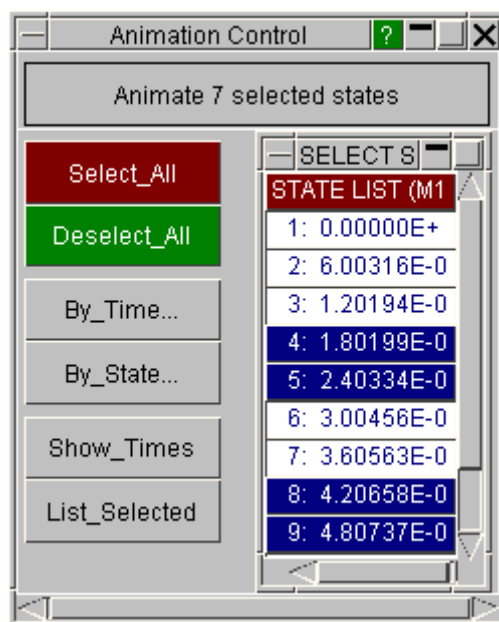 Animation Control ?
Animate 7 selected states
Select_All
Deselect_All
By_Time...
By_State...
Show_Times
List_Selected
SELECT S
STATE LIST (M1
1: 0.00000E+
2: 6.00316E-0
3: 1.20194E-0
4: 1.80199E-0
5: 2.40334E-0
6: 3.00456E-0
7: 3.60563E-0
8: 4.20658E-0
9: 4.80737E-0